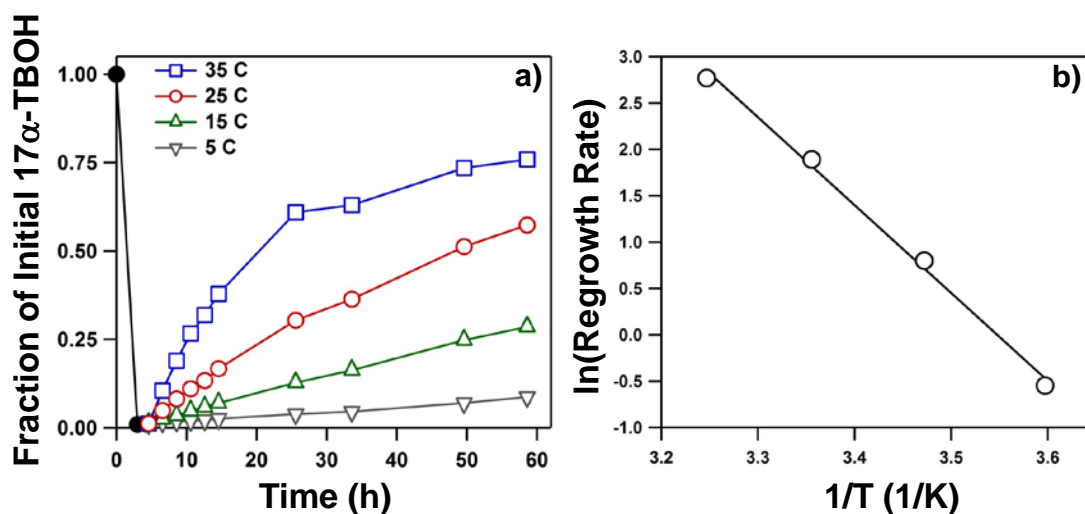 a)
35 C
25 C
15 C
5 C
Fraction of Initial 17α-TBOH
1.00
0.75
0.50
0.25
0.00
0 10 20 30 40 50 60
Time (h)
b)
ln(Regrowth Rate)
3.0
2.5
2.0
1.5
1.0
0.5
0.0
-0.5
-1.0
3.2 3.3 3.4 3.5 3.6
1/T (1/K)